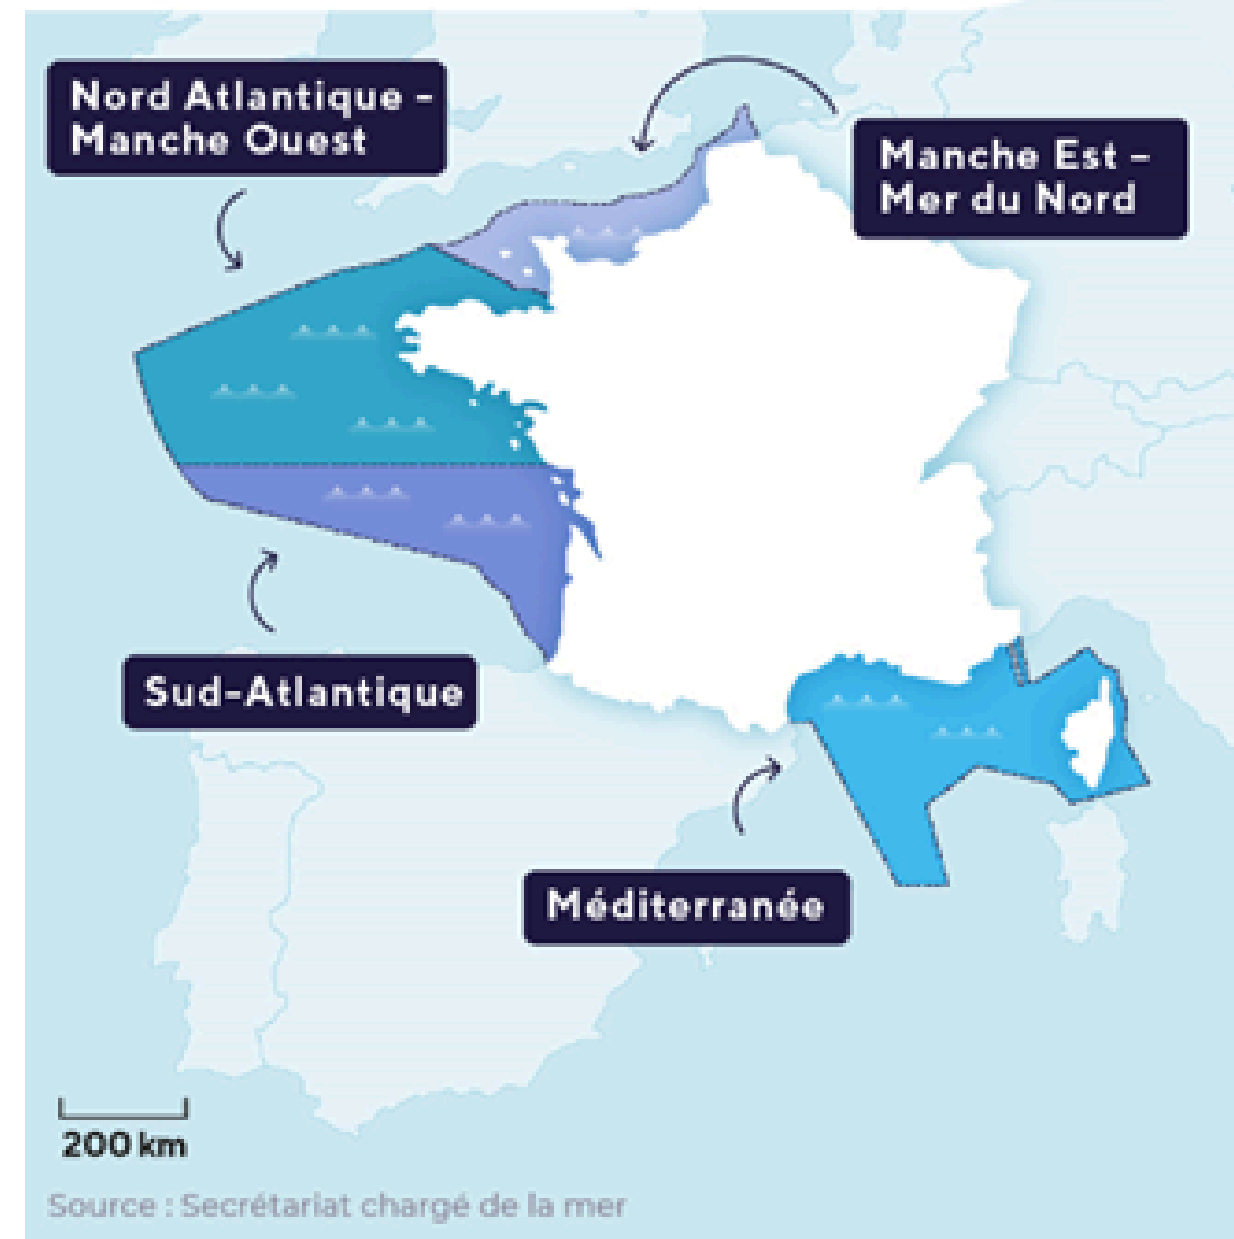 Nord Atlantique –
Manche Ouest
Manche Est –
Mer du Nord
Sud-Atlantique
Méditerranée
200 km
Source : Secrétariat chargé de la mer